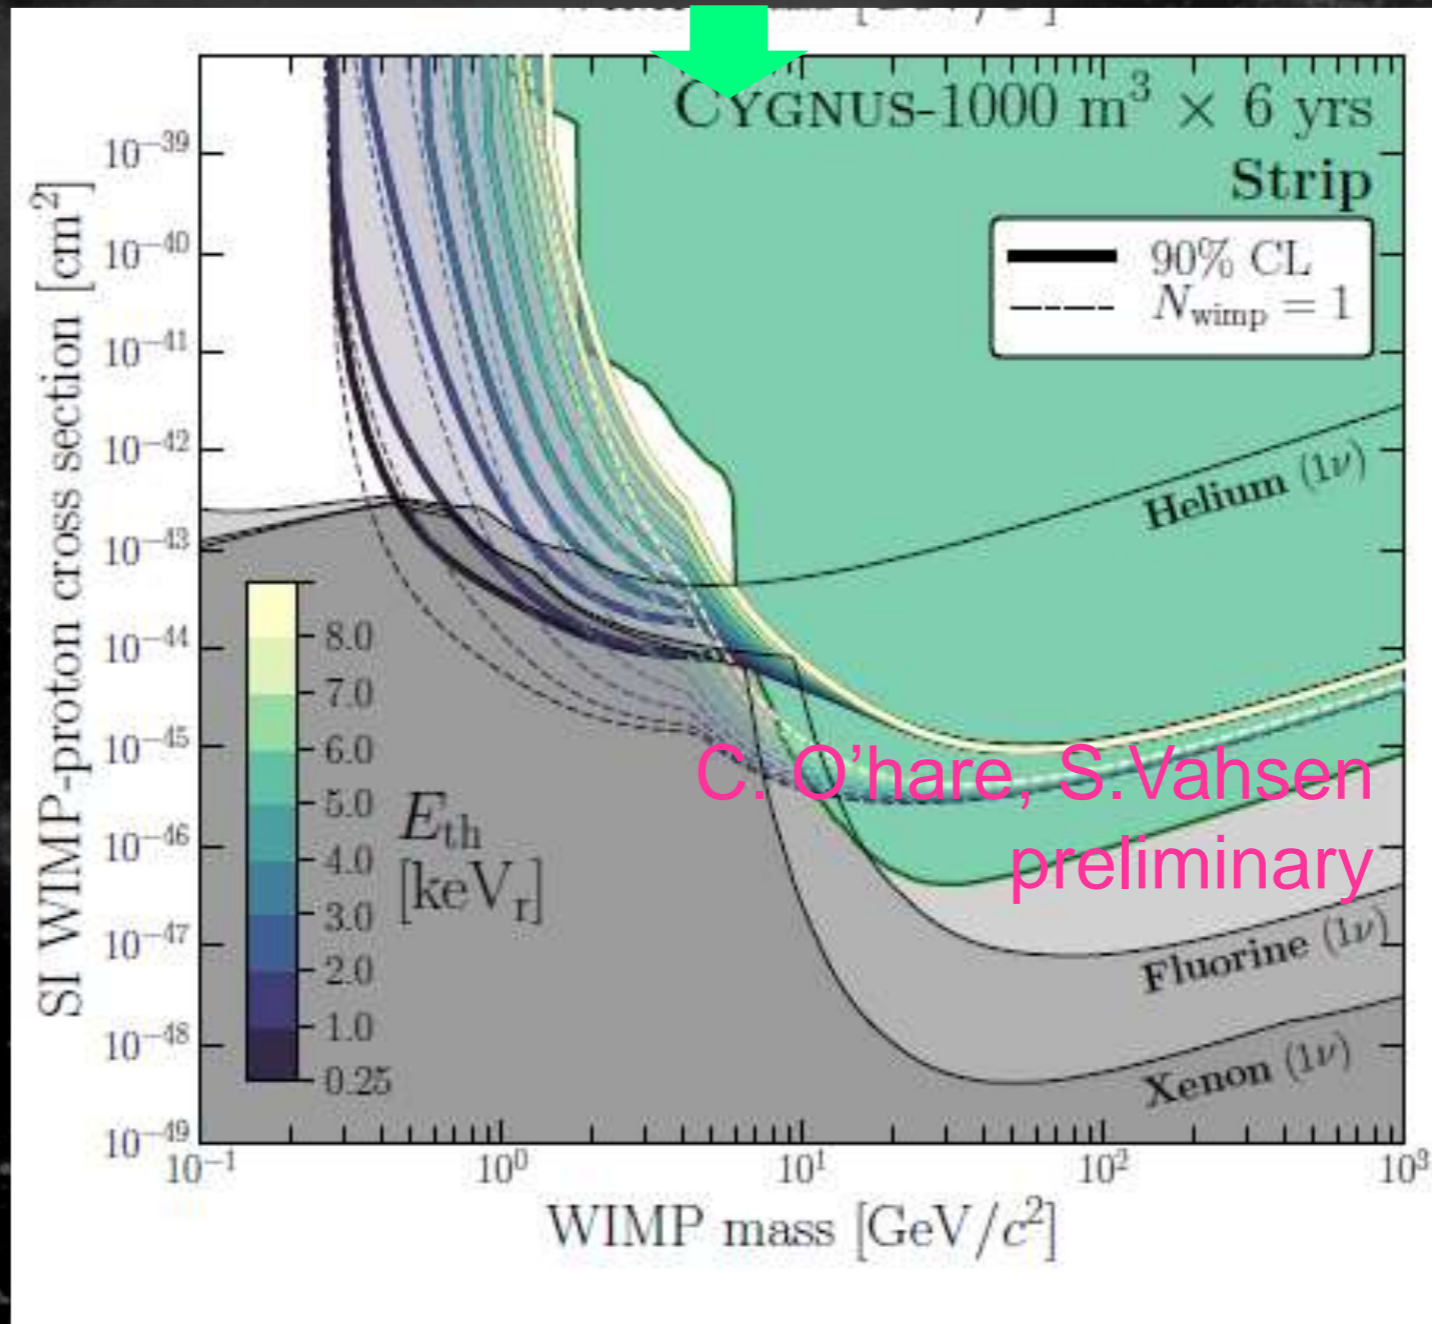 CYGNUS-1000 m³ × 6 yrs
Strip
90% CL
N_wimp = 1
SI WIMP-proton cross section [cm²]
10⁻³⁹
10⁻⁴⁰
10⁻⁴¹
10⁻⁴²
10⁻⁴³
10⁻⁴⁴
10⁻⁴⁵
10⁻⁴⁶
10⁻⁴⁷
10⁻⁴⁸
10⁻⁴⁹
Helium (1ν)
8.0
7.0
6.0
5.0
4.0
3.0
2.0
1.0
0.25
E_th
[keV_r]
C. O'hare, S.Vahsen
preliminary
Fluorine (1ν)
Xenon (1ν)
10⁻¹ 10⁰ 10¹ 10² 10³
WIMP mass [GeV/c²]